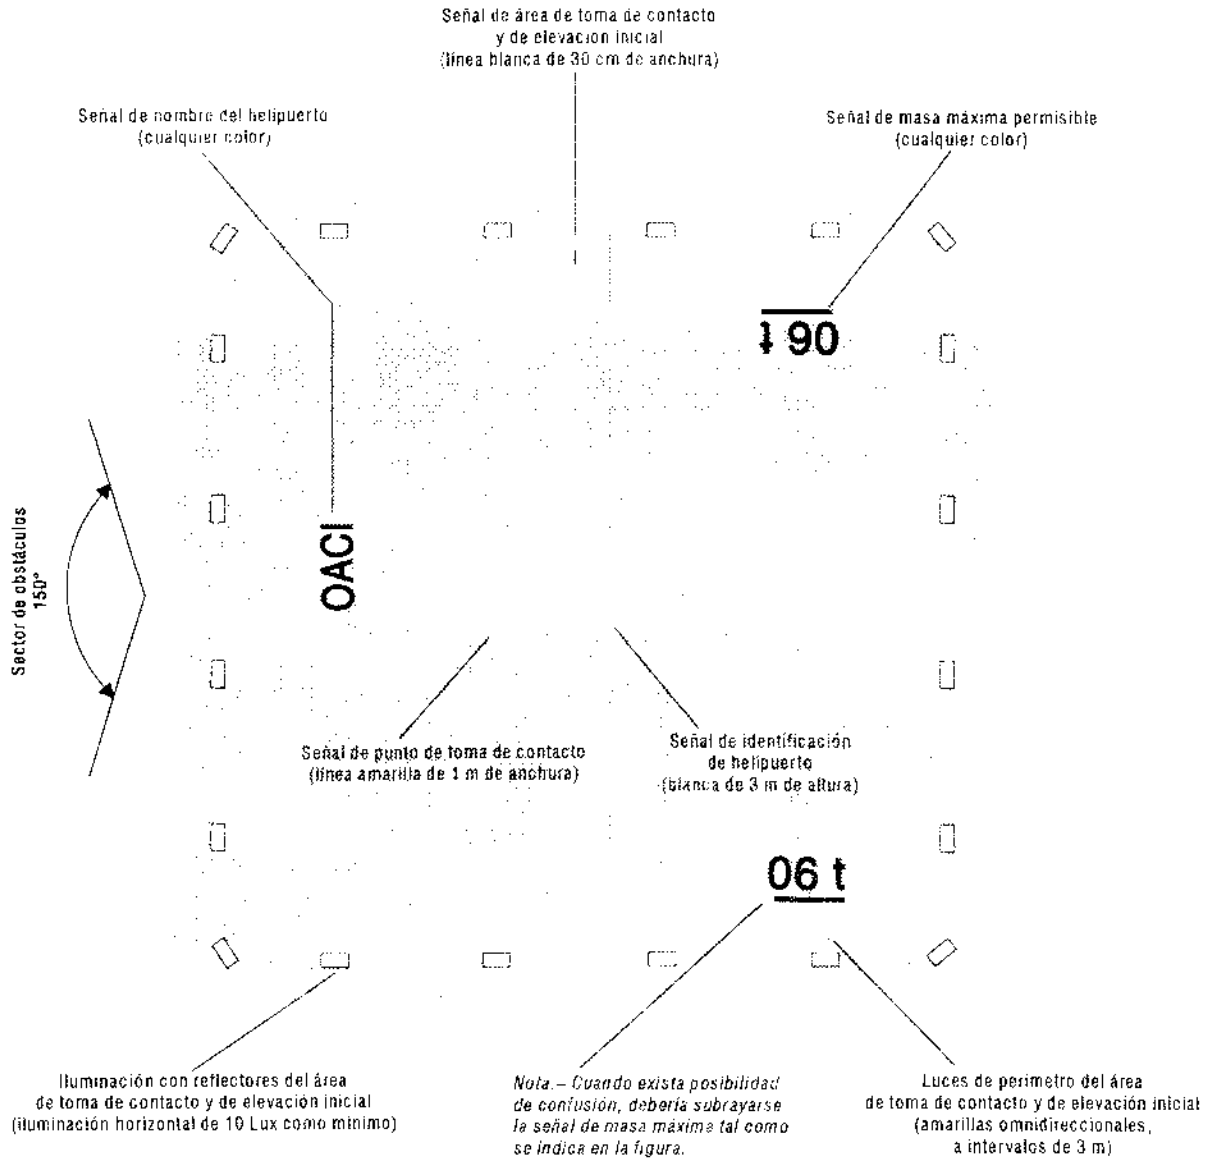 Señal de área de toma de contacto
y de elevación inicial
(línea blanca de 30 cm de anchura)
Señal de nombre del helipuerto
(cualquier color)
Señal de masa máxima permisible
(cualquier color)
06 t
OACI
Sector de obstáculos
150°
Señal de punto de toma de contacto
(línea amarilla de 1 m de anchura)
Señal de identificación
de helipuerto
(blanca de 3 m de altura)
06 t
Iluminación con reflectores del área
de toma de contacto y de elevación inicial
(iluminación horizontal de 10 Lux como mínimo)
Nota.– Cuando exista posibilidad
de confusión, debería subrayarse
la señal de masa máxima tal como
se indica en la figura.
Luces de perímetro del área
de toma de contacto y de elevación inicial
(amarillas omnidireccionales,
a intervalos de 3 m)